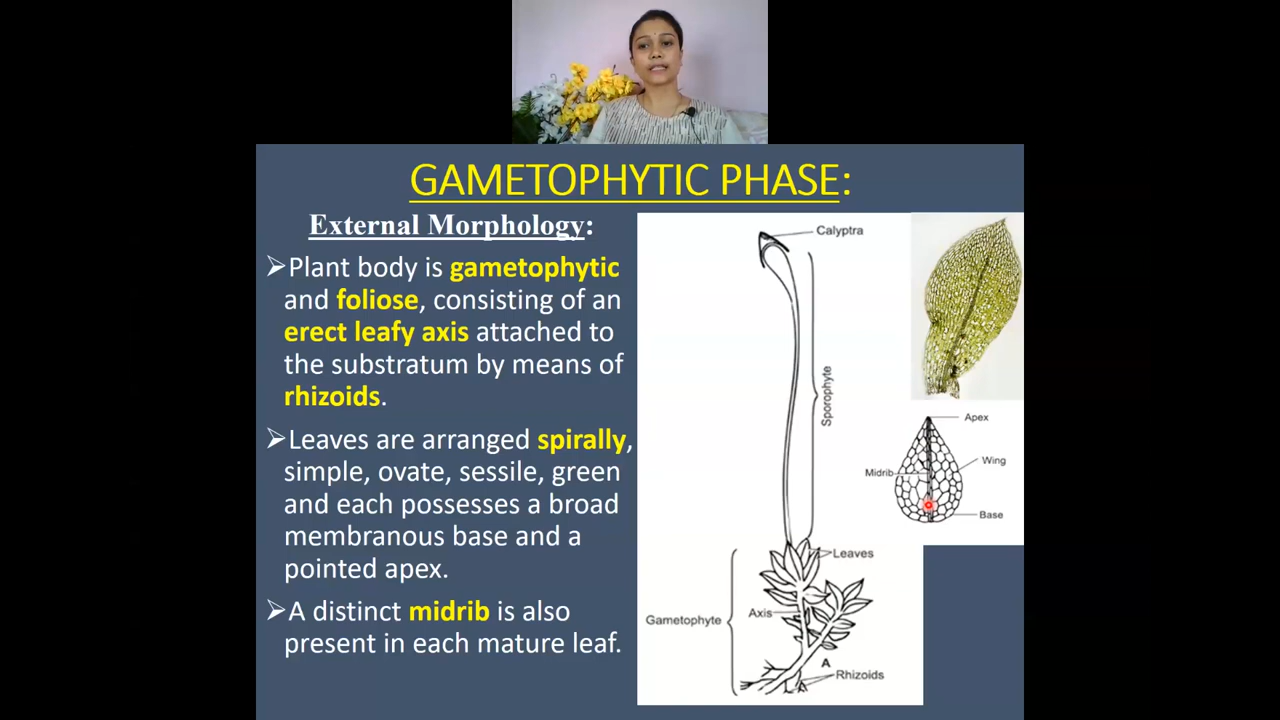 GAMETOPHYTIC PHASE:
External Morphology:
➢Plant body is gametophytic
and foliose, consisting of an
erect leafy axis attached to
the substratum by means of
rhizoids.
➢Leaves are arranged spirally,
simple, ovate, sessile, green
and each possesses a broad
membranous base and a
pointed apex.
➢A distinct midrib is also
present in each mature leaf.
Calyptra
Sporophyte
Apex
Wing
Midrib
Base
Leaves
Axis
Gametophyte
A
Rhizoids